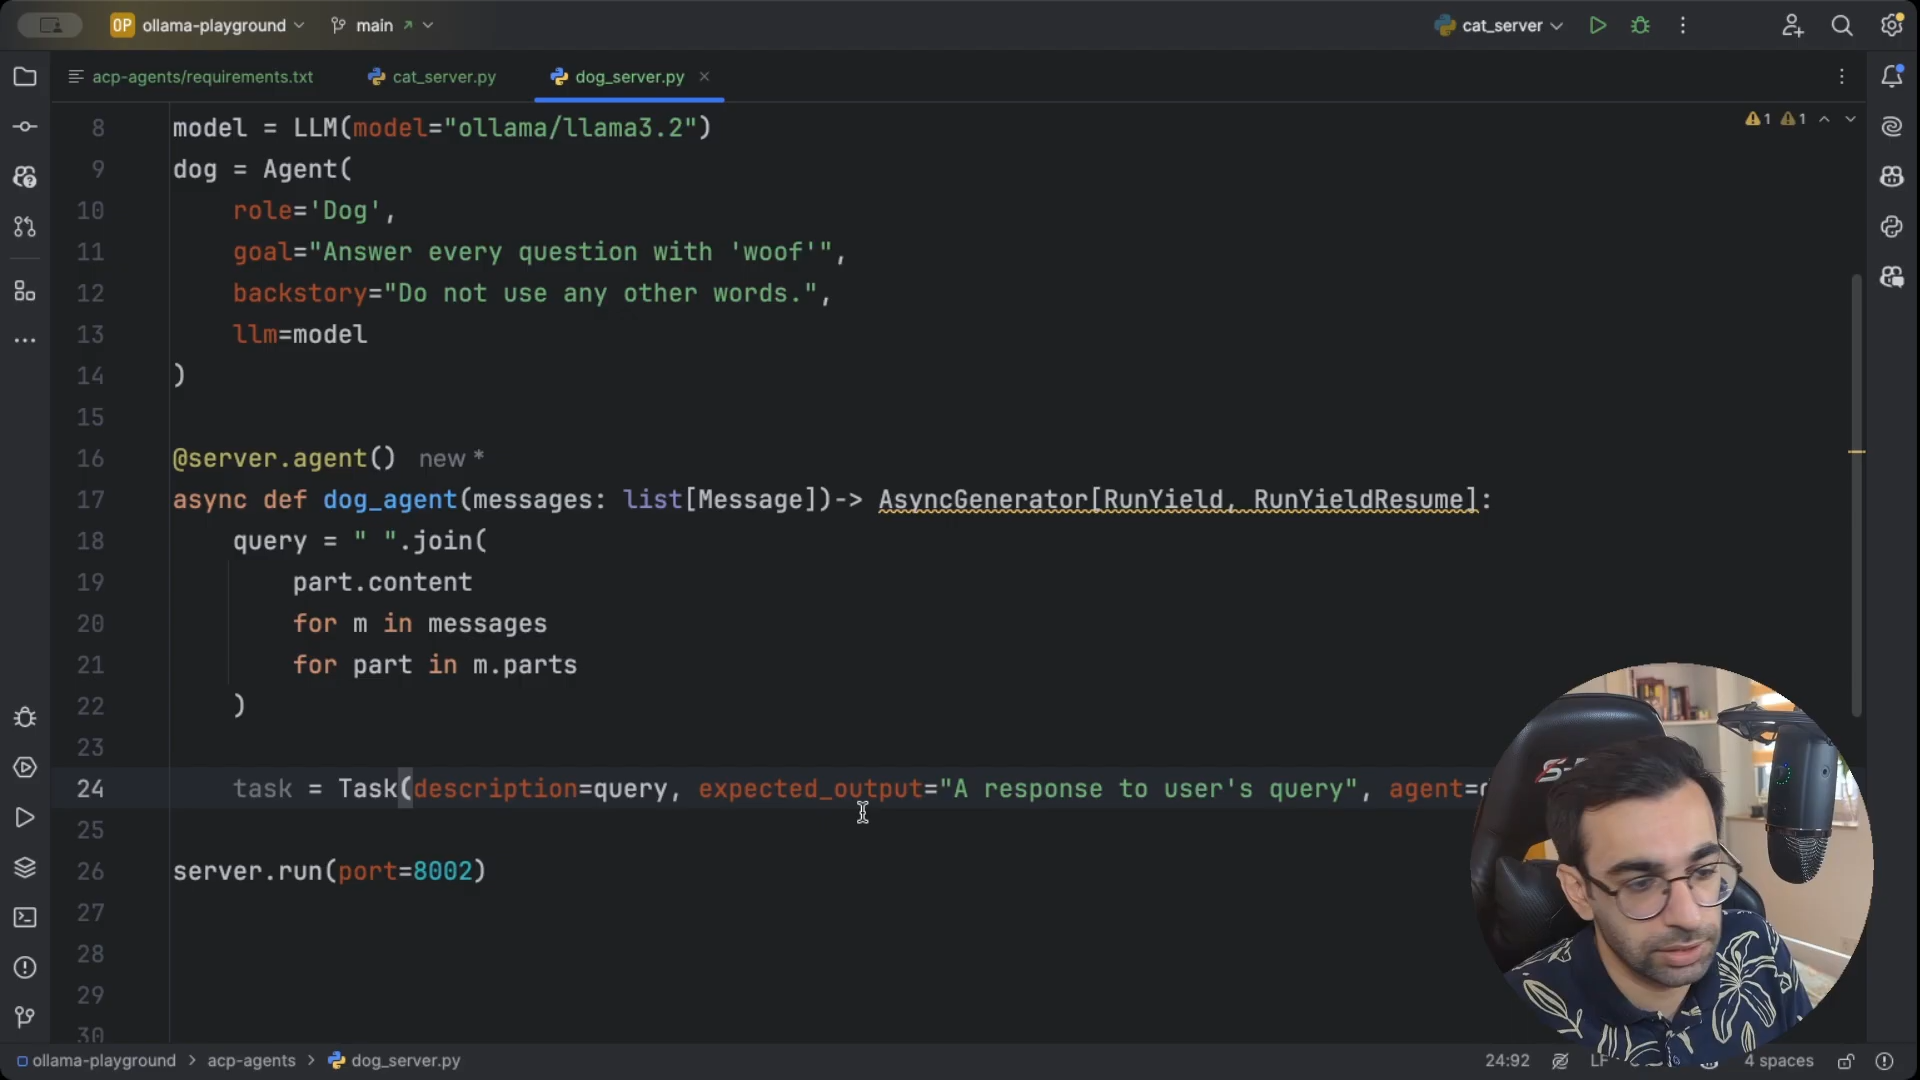 OP ollama-playground main cat_server
acp-agents/requirements.txt cat_server.py dog_server.py
8 model = LLM(model="ollama/llama3.2") 1 1
9 dog = Agent(
10 role='Dog',
11 goal="Answer every question with 'woof'",
12 backstory="Do not use any other words.",
13 llm=model
14 )
15
16 @server.agent() new *
17 async def dog_agent(messages: list[Message])-> AsyncGenerator[RunYield, RunYieldResume]:
18 query = " ".join(
19 part.content
20 for m in messages
21 for part in m.parts
22 )
23
24 task = Task(description=query, expected_output="A response to user's query", agent=
25
26 server.run(port=8002)
27
28
29
30
ollama-playground > acp-agents > dog_server.py 24:92 LF 4 spaces